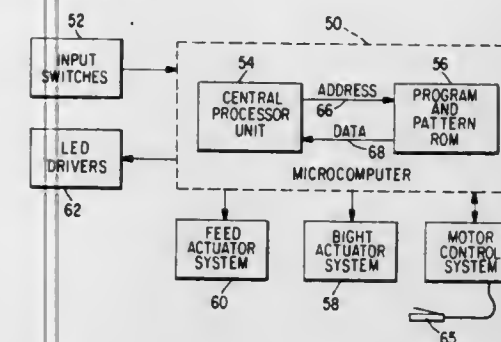 50
52
INPUT
SWITCHES
54
CENTRAL
PROCESSOR
UNIT
ADDRESS
66
DATA
68
56
PROGRAM
AND
PATTERN
ROM
LED
DRIVERS
62
MICROCOMPUTER
FEED
ACTUATOR
SYSTEM
60
BIGHT
ACTUATOR
SYSTEM
58
MOTOR
CONTROL
SYSTEM
65